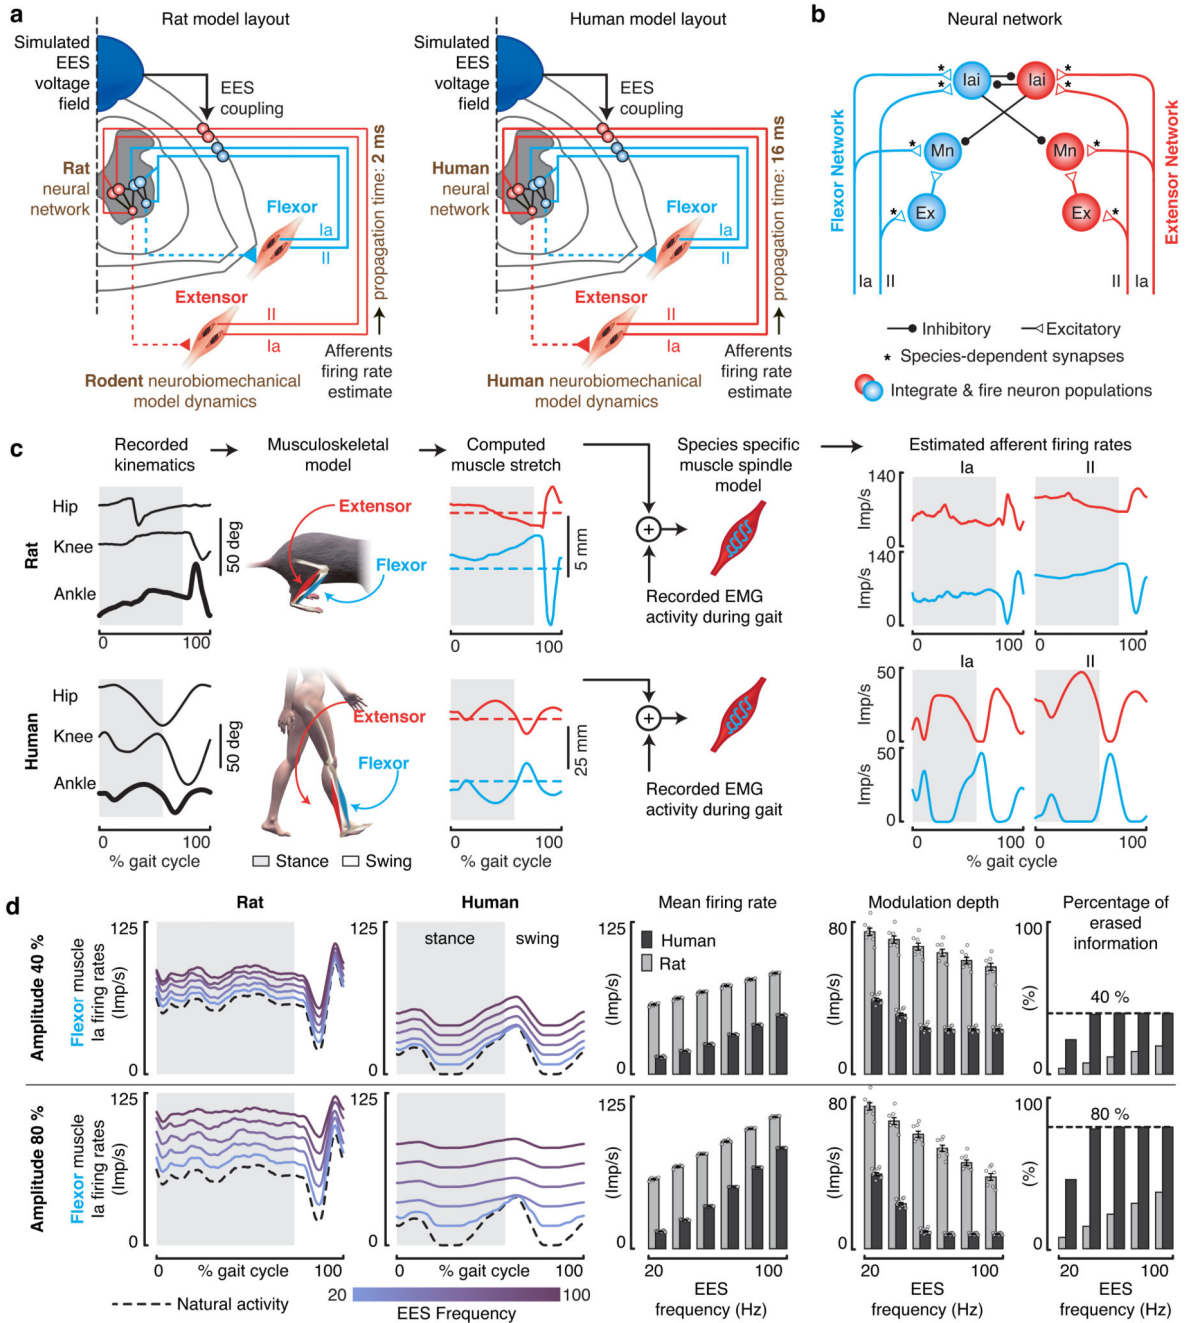 a
Rat model layout
Simulated
EES
voltage
field
EES
coupling
Rat
neural
network
Flexor
Ia
II
Extensor
II
Ia
propagation time: 2 ms
Afferents
firing rate
estimate
Rodent neurobiomechanical
model dynamics
Human model layout
Simulated
EES
voltage
field
EES
coupling
Human
neural
network
Flexor
Ia
II
Extensor
II
Ia
propagation time: 16 ms
Afferents
firing rate
estimate
Human neurobiomechanical
model dynamics
b
Neural network
Flexor Network
Extensor Network
* Iai Iai *
* *
* Mn Mn *
* Ex Ex *
Ia II II Ia
Inhibitory Excitatory
* Species-dependent synapses
Integrate & fire neuron populations
c
Recorded
kinematics
Musculoskeletal
model
Computed
muscle stretch
Species specific
muscle spindle
model
Estimated afferent firing rates
Rat
Hip
Knee
Ankle
50 deg
0 100
Extensor
Flexor
5 mm
0 100
+
Recorded EMG
activity during gait
Ia II
140
Imp/s
0
140
Imp/s
0
0 100 0 100
Human
Hip
Knee
Ankle
50 deg
0 100
% gait cycle
Extensor
Flexor
Stance Swing
25 mm
0 100
% gait cycle
+
Recorded EMG
activity during gait
Ia II
50
Imp/s
0
50
Imp/s
0
0 100 0 100
% gait cycle
d
Rat Human Mean firing rate Modulation depth Percentage of
erased
information
Amplitude 40 %
Flexor muscle
Ia firing rates
(Imp/s)
125
0
125
0
stance swing
125
(Imp/s)
0
Human
Rat
80
(Imp/s)
0
100
(%)
0
40 %
Amplitude 80 %
Flexor muscle
Ia firing rates
(Imp/s)
125
0
0 % gait cycle 100
125
0
0 % gait cycle 100
125
(Imp/s)
0
20 100
EES
frequency (Hz)
80
(Imp/s)
0
20 100
EES
frequency (Hz)
100
(%)
0
80 %
20 100
EES
frequency (Hz)
Natural activity
20 100
EES Frequency